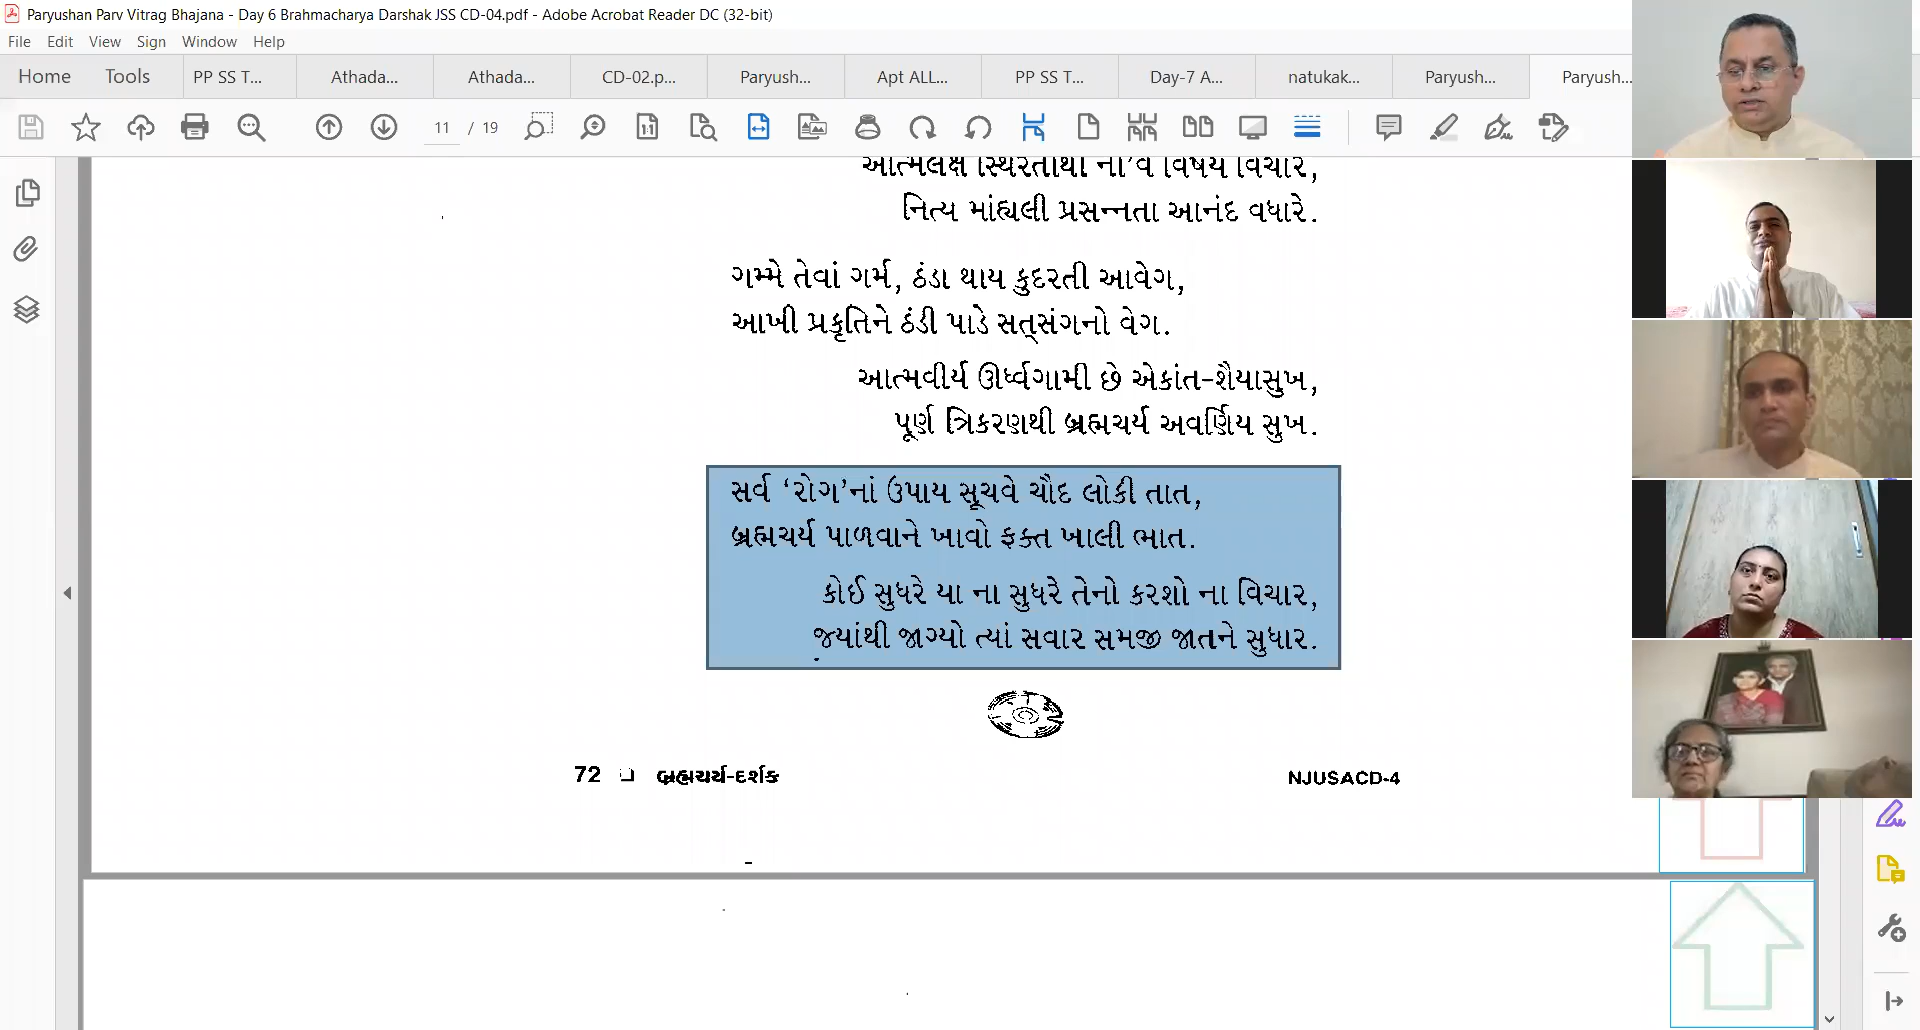 Paryushan Parv Vitrag Bhajana - Day 6 Brahmacharya Darshak JSS CD-04.pdf - Adobe Acrobat Reader DC (32-bit)
File Edit View Sign Window Help
Home Tools PP SS T... Athada... Athada... CD-02.p... Paryush... Apt ALL... PP SS T... Day-7 A... natukak... Paryush... Paryush...
11 / 19
આત્મલક્ષ સ્થિરતાથી ના'વે વિષય વિચાર,
નિત્ય માંહ્યલી પ્રસન્નતા આનંદ વધારે.
ગમ્મે તેવાં ગર્મ, ઠંડા થાય કુદરતી આવેગ,
આખી પ્રકૃતિને ઠંડી પાડે સત્‌સંગનો વેગ.
આત્મવીર્ય ઊર્ધ્વગામી છે એકાંત-શૈયાસુખ,
પૂર્ણ ત્રિકરણથી બ્રહ્મચર્ય અવર્ણિય સુખ.
સર્વ ‘રોગ’નાં ઉપાય સૂચવે ચૌદ લોકી તાત,
બ્રહ્મચર્ય પાળવાને ખાવો ફક્ત ખાલી ભાત.
કોઈ સુધરે યા ના સુધરે તેનો કરશો ના વિચાર,
જ્યાંથી જાગ્યો ત્યાં સવાર સમજી જાતને સુધાર.
72 ❏ બ્રહ્મચર્ય-દર્શક NJUSACD-4